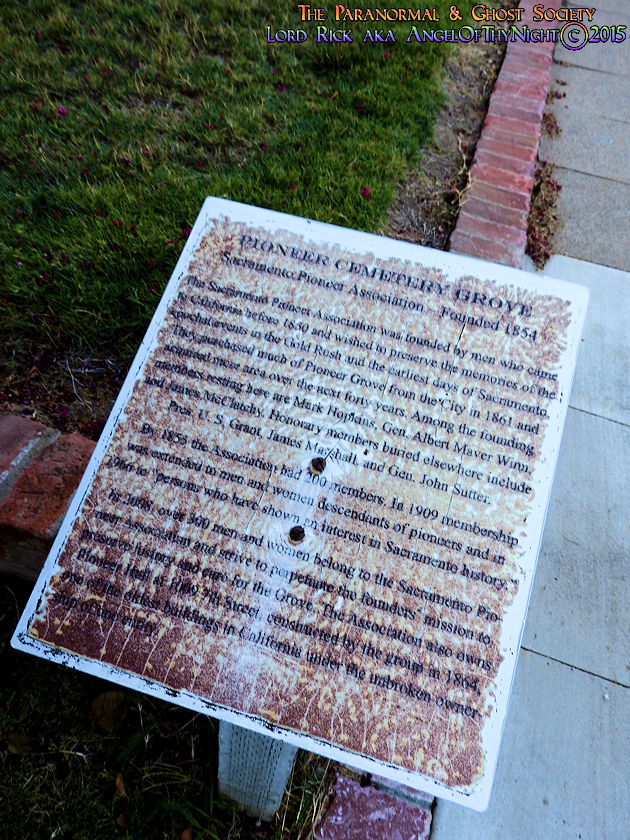 The Paranormal & Ghost Society
Lord Rick aka AngelOfThyNight©2015
PIONEER CEMETERY GROVE
Sacramento Pioneer Association Founded 1854
The Sacramento Pioneer Association was founded by men who came
to California before 1850 and wished to preserve the memories of the
events in the Gold Rush and the earliest days of Sacramento.
They purchased much of Pioneer Grove from the City in 1861 and
acquired more area over the next forty years. Among the founding
members resting here are Mark Hopkins, Gen. Albert Maver Winn,
and James McClatchy. Honorary members buried elsewhere include
Pres. U. S. Grant, James Marshall, and Gen. John Sutter.
By 1855 the Association had 200 members. In 1909 membership
was extended to men and women descendants of pioneers and in
1966 to "persons who have shown an interest in Sacramento history."
In over 400 men and women belong to the Sacramento Pio-
neer Association and strive to perpetuate the founders' mission to
preserve history and care for the Grove. The Association also owns
Pioneer Hall at 1009 7th Street, constructed by the group in 1864,
one of the oldest buildings in California under the unbroken owner-
ship of one entity.